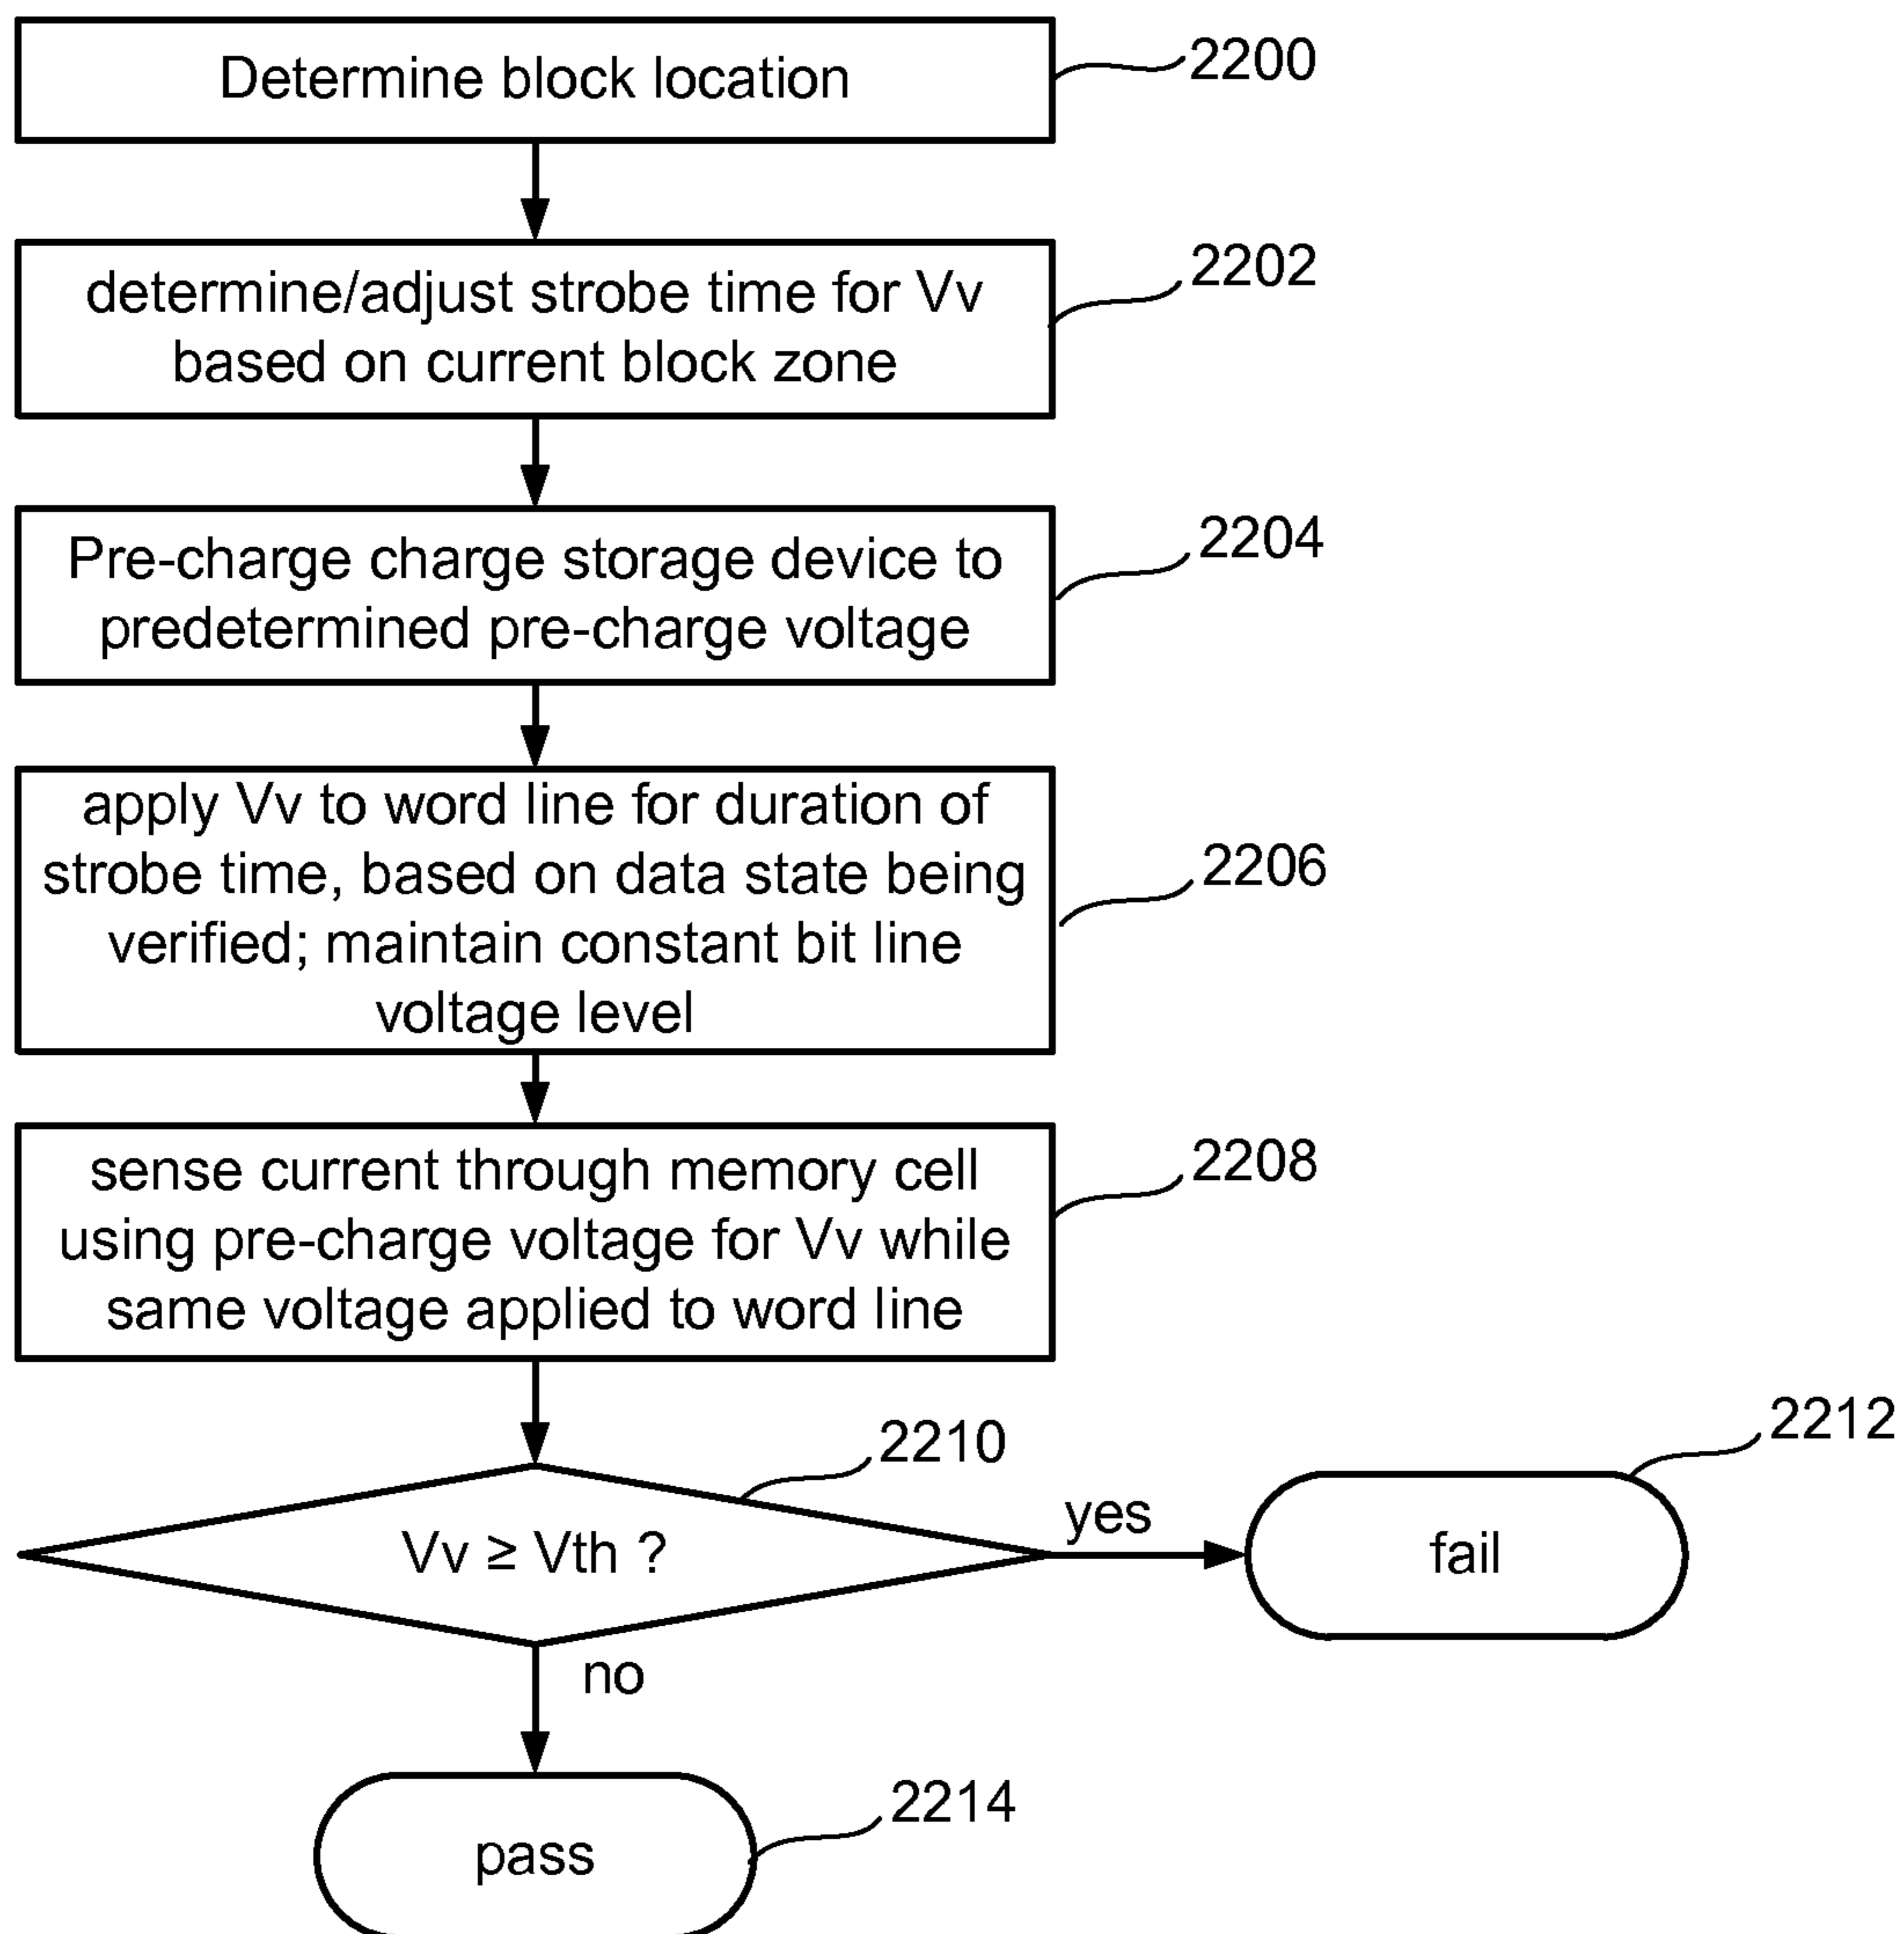 Determine block location
2200
determine/adjust strobe time for Vv
based on current block zone
2202
Pre-charge charge storage device to
predetermined pre-charge voltage
2204
apply Vv to word line for duration of
strobe time, based on data state being
verified; maintain constant bit line
voltage level
2206
sense current through memory cell
using pre-charge voltage for Vv while
same voltage applied to word line
2208
Vv ≥ Vth ?
2210
yes
fail
2212
no
pass
2214